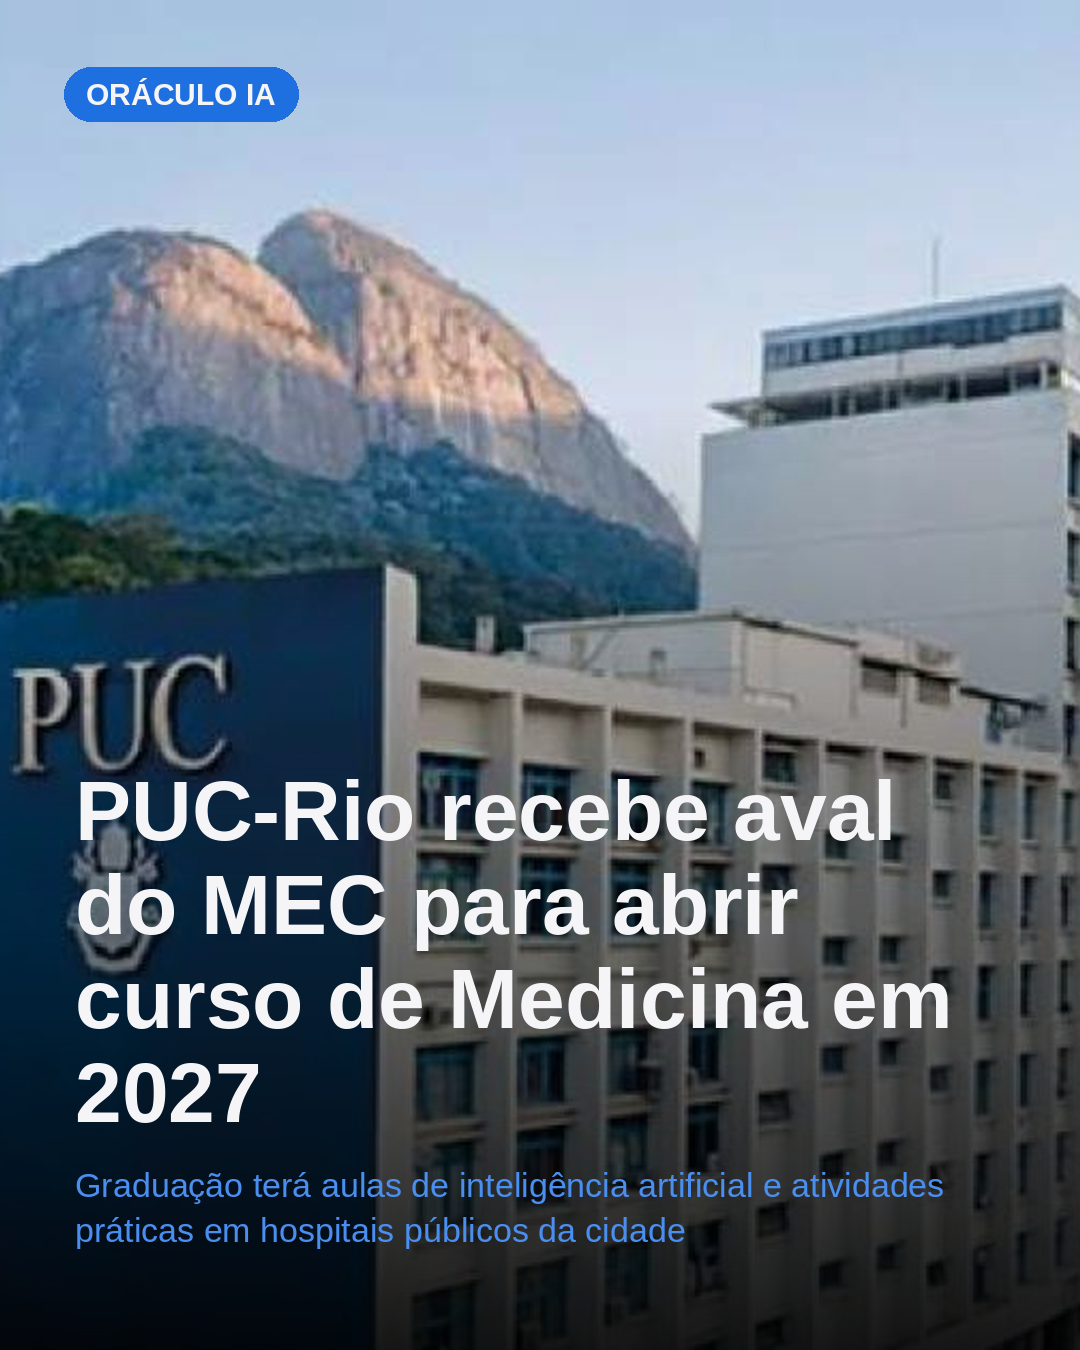 ORÁCULO IA
PUC
PUC-Rio recebe aval
do MEC para abrir
curso de Medicina em
2027
Graduação terá aulas de inteligência artificial e atividades
práticas em hospitais públicos da cidade